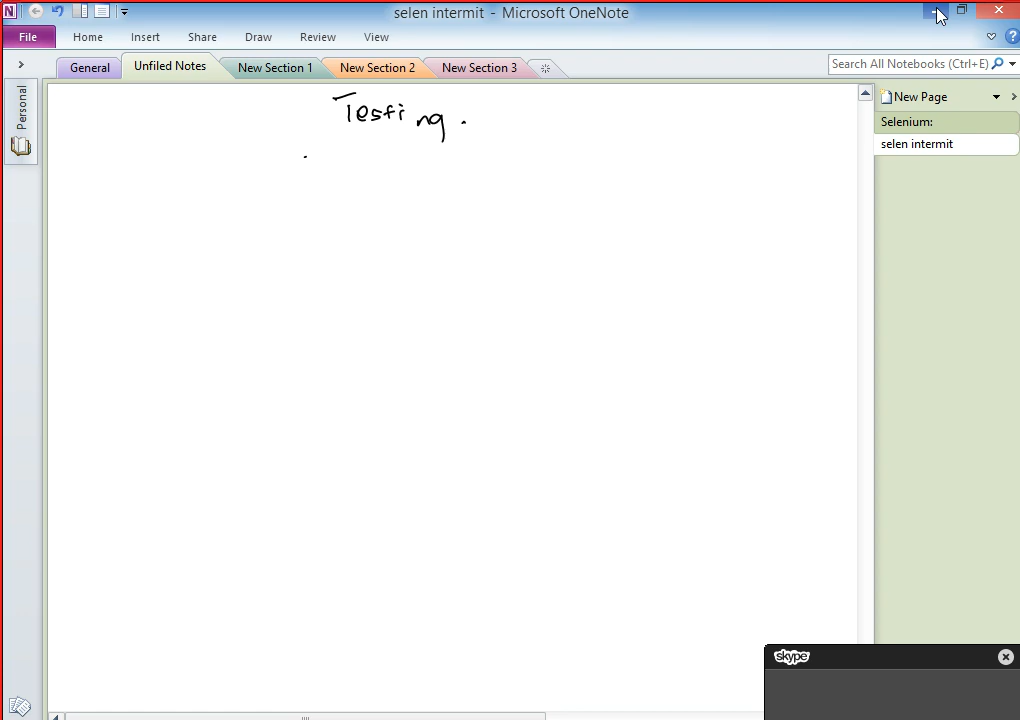 selen intermit - Microsoft OneNote
File Home Insert Share Draw Review View
General Unfiled Notes New Section 1 New Section 2 New Section 3
Search All Notebooks (Ctrl+E)
Personal
Testing.
New Page
Selenium:
selen intermit
skype